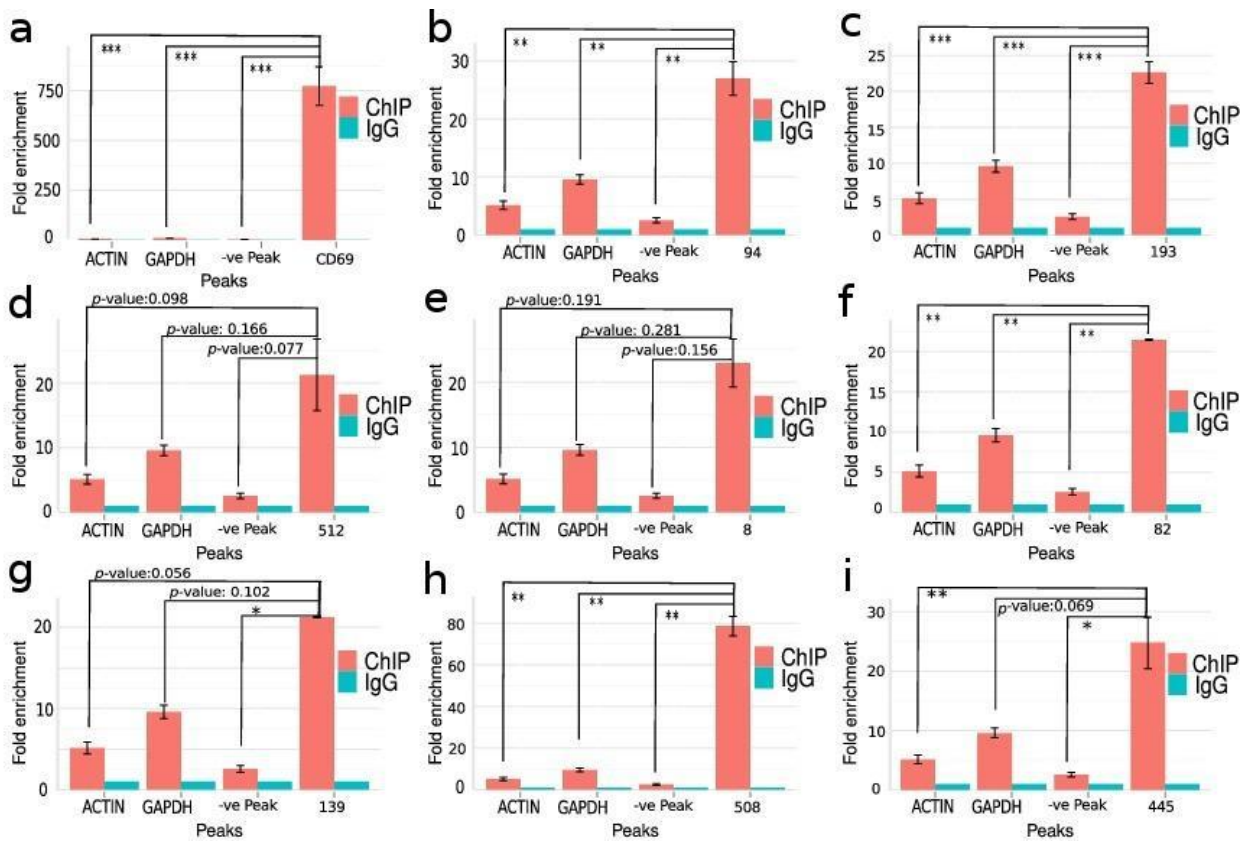 a
***
***
***
750
500
250
0
Fold enrichment
ChIP
IgG
ACTIN GAPDH -ve Peak CD69
Peaks
b
**
**
**
30
20
10
0
Fold enrichment
ChIP
IgG
ACTIN GAPDH -ve Peak 94
Peaks
c
***
***
***
25
20
15
10
5
0
Fold enrichment
ChIP
IgG
ACTIN GAPDH -ve Peak 193
Peaks
d
p-value:0.098
p-value: 0.166
p-value:0.077
20
10
0
Fold enrichment
ChIP
IgG
ACTIN GAPDH -ve Peak 512
Peaks
e
p-value:0.191
p-value: 0.281
p-value:0.156
20
10
0
Fold enrichment
ChIP
IgG
ACTIN GAPDH -ve Peak 8
Peaks
f
**
**
**
20
15
10
5
0
Fold enrichment
ChIP
IgG
ACTIN GAPDH -ve Peak 82
Peaks
g
p-value:0.056
p-value: 0.102
*
20
10
0
Fold enrichment
ChIP
IgG
ACTIN GAPDH -ve Peak 139
Peaks
h
**
**
**
80
60
40
20
0
Fold enrichment
ChIP
IgG
ACTIN GAPDH -ve Peak 508
Peaks
i
**
p-value:0.069
*
30
20
10
0
Fold enrichment
ChIP
IgG
ACTIN GAPDH -ve Peak 445
Peaks